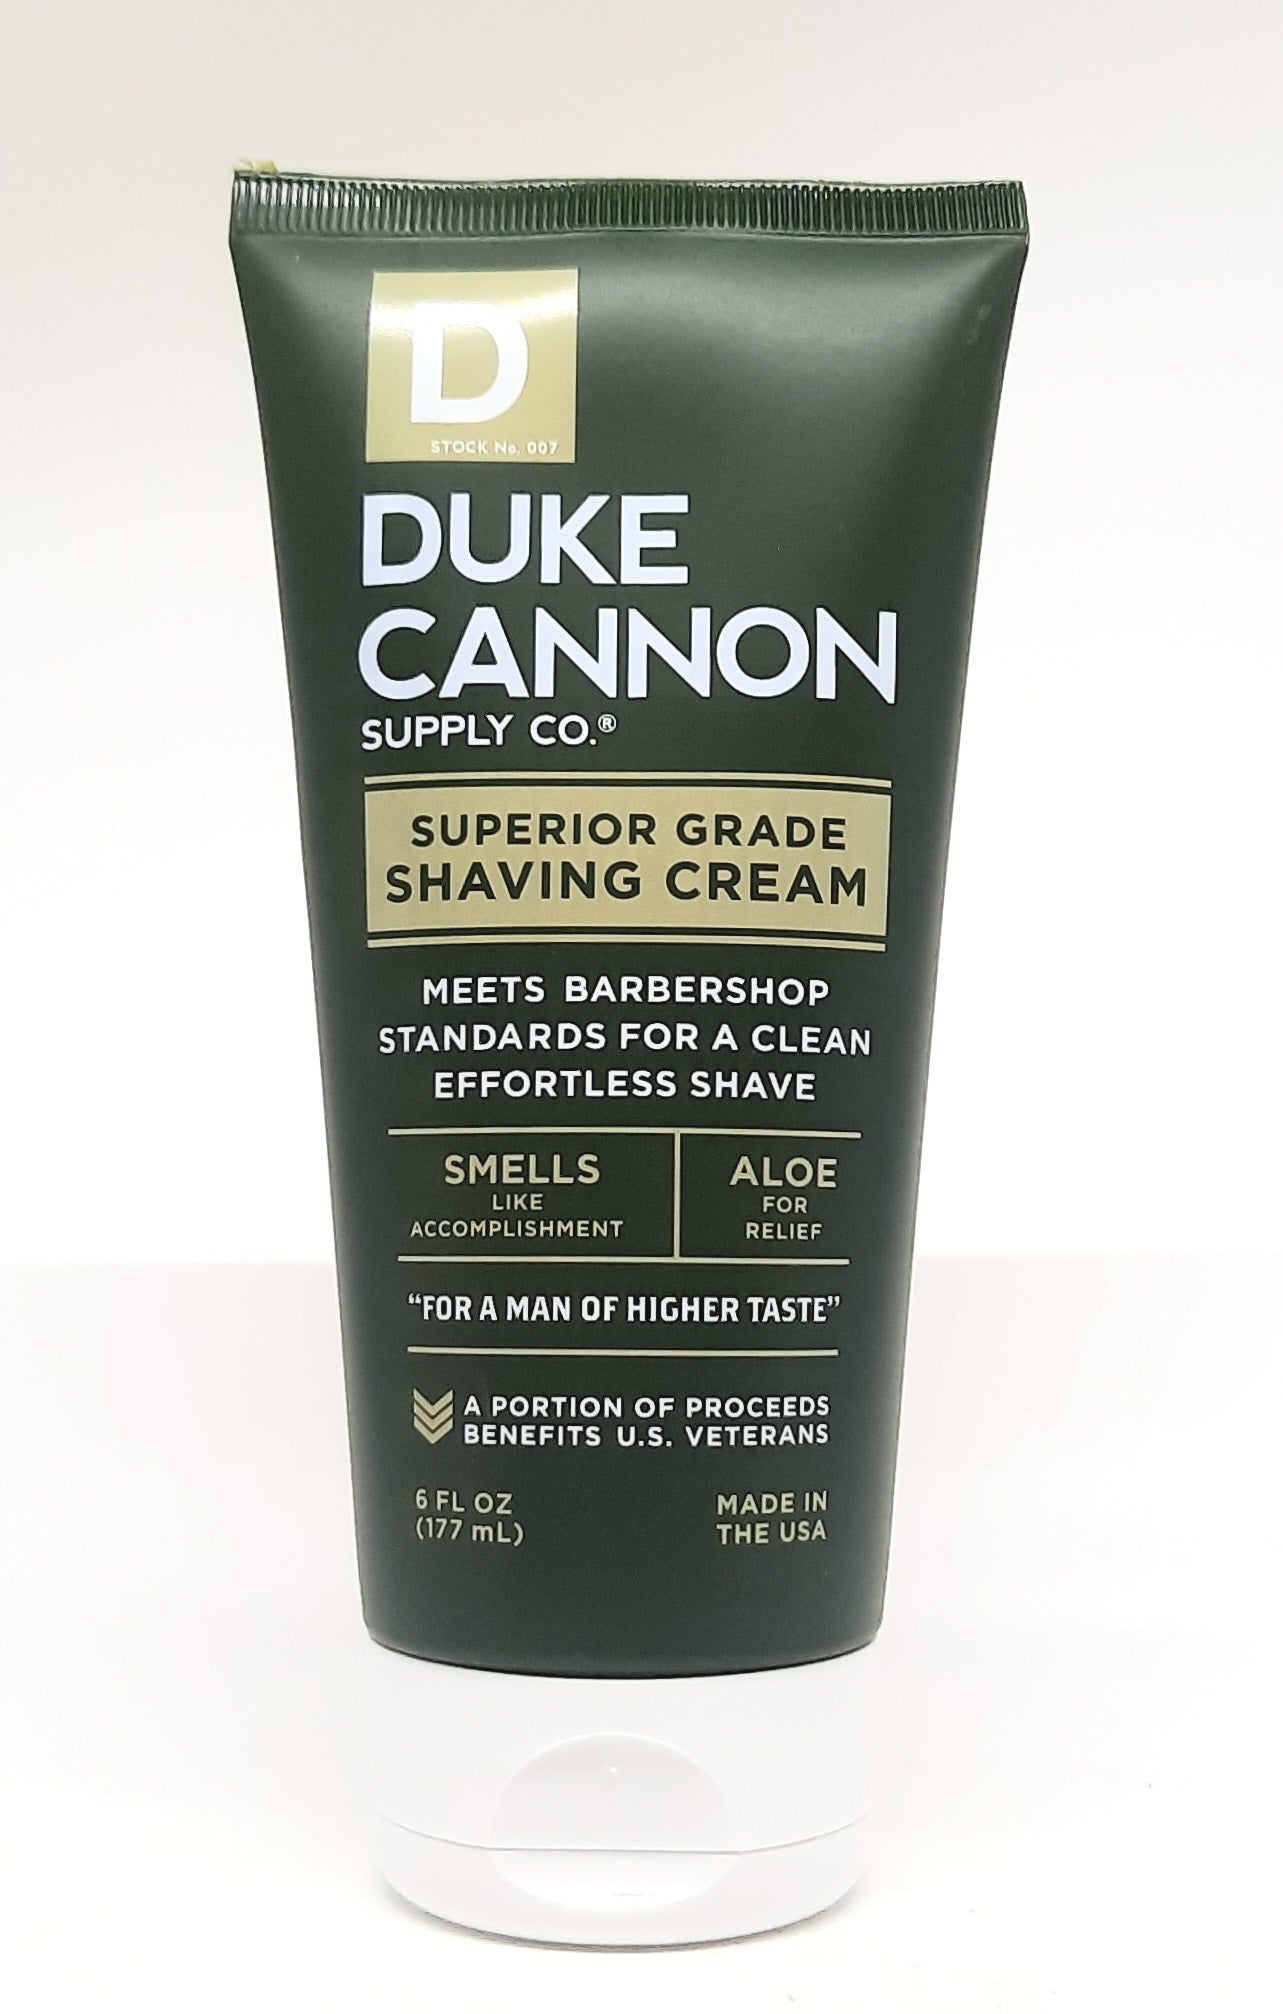 D
STOCK No. 007
DUKE
CANNON
SUPPLY CO.®
SUPERIOR GRADE
SHAVING CREAM
MEETS BARBERSHOP
STANDARDS FOR A CLEAN
EFFORTLESS SHAVE
SMELLS
LIKE
ACCOMPLISHMENT
ALOE
FOR
RELIEF
“FOR A MAN OF HIGHER TASTE”
A PORTION OF PROCEEDS
BENEFITS U.S. VETERANS
6 FL OZ
(177 mL)
MADE IN
THE USA